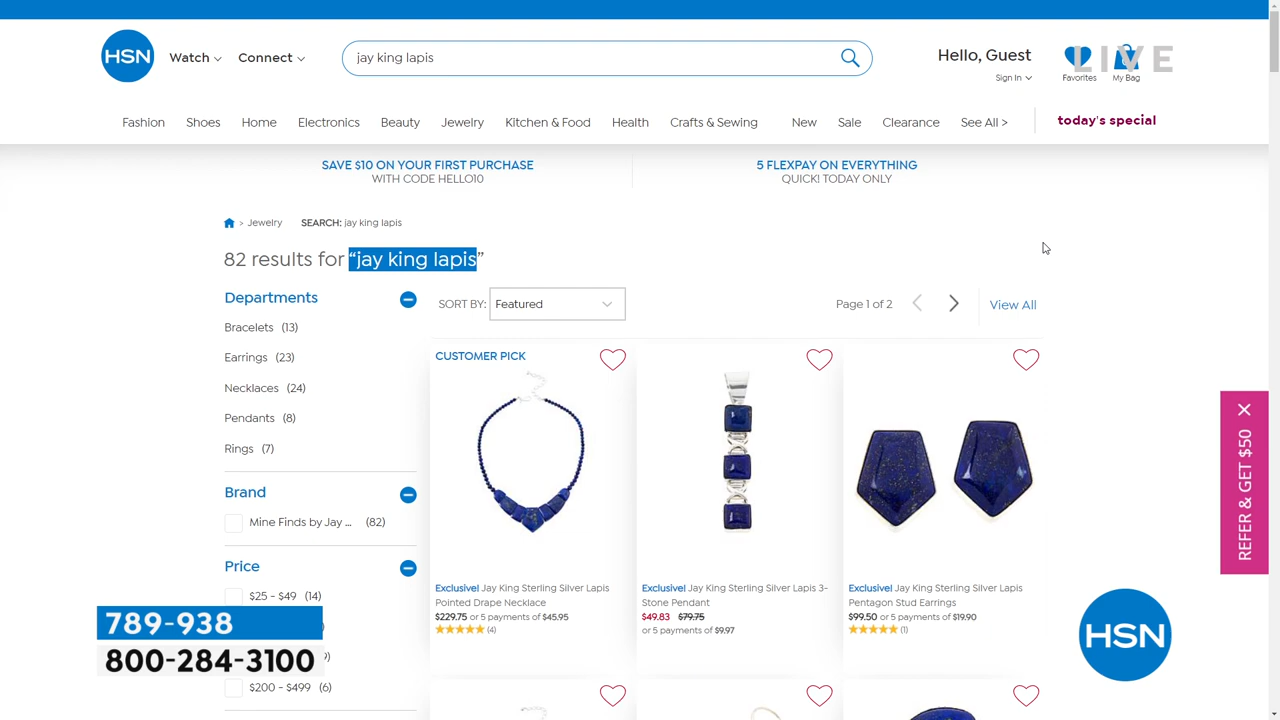 HSN
Watch
Connect
jay king lapis
Hello, Guest
Sign In
Favorites
My Bag
LIVE
Fashion
Shoes
Home
Electronics
Beauty
Jewelry
Kitchen & Food
Health
Crafts & Sewing
New
Sale
Clearance
See All >
today's special
SAVE $10 ON YOUR FIRST PURCHASE
WITH CODE HELLO10
5 FLEXPAY ON EVERYTHING
QUICK! TODAY ONLY
> Jewelry
SEARCH: jay king lapis
82 results for “jay king lapis”
Departments
Bracelets (13)
Earrings (23)
Necklaces (24)
Pendants (8)
Rings (7)
Brand
Mine Finds by Jay ... (82)
Price
$25 - $49 (14)
$200 - $499 (6)
SORT BY: Featured
Page 1 of 2
View All
CUSTOMER PICK
Exclusive! Jay King Sterling Silver Lapis
Pointed Drape Necklace
$229.75 or 5 payments of $45.95
(4)
Exclusive! Jay King Sterling Silver Lapis 3-
Stone Pendant
$49.83 $79.75
or 5 payments of $9.97
Exclusive! Jay King Sterling Silver Lapis
Pentagon Stud Earrings
$99.50 or 5 payments of $19.90
(1)
REFER & GET $50
789-938
800-284-3100
HSN